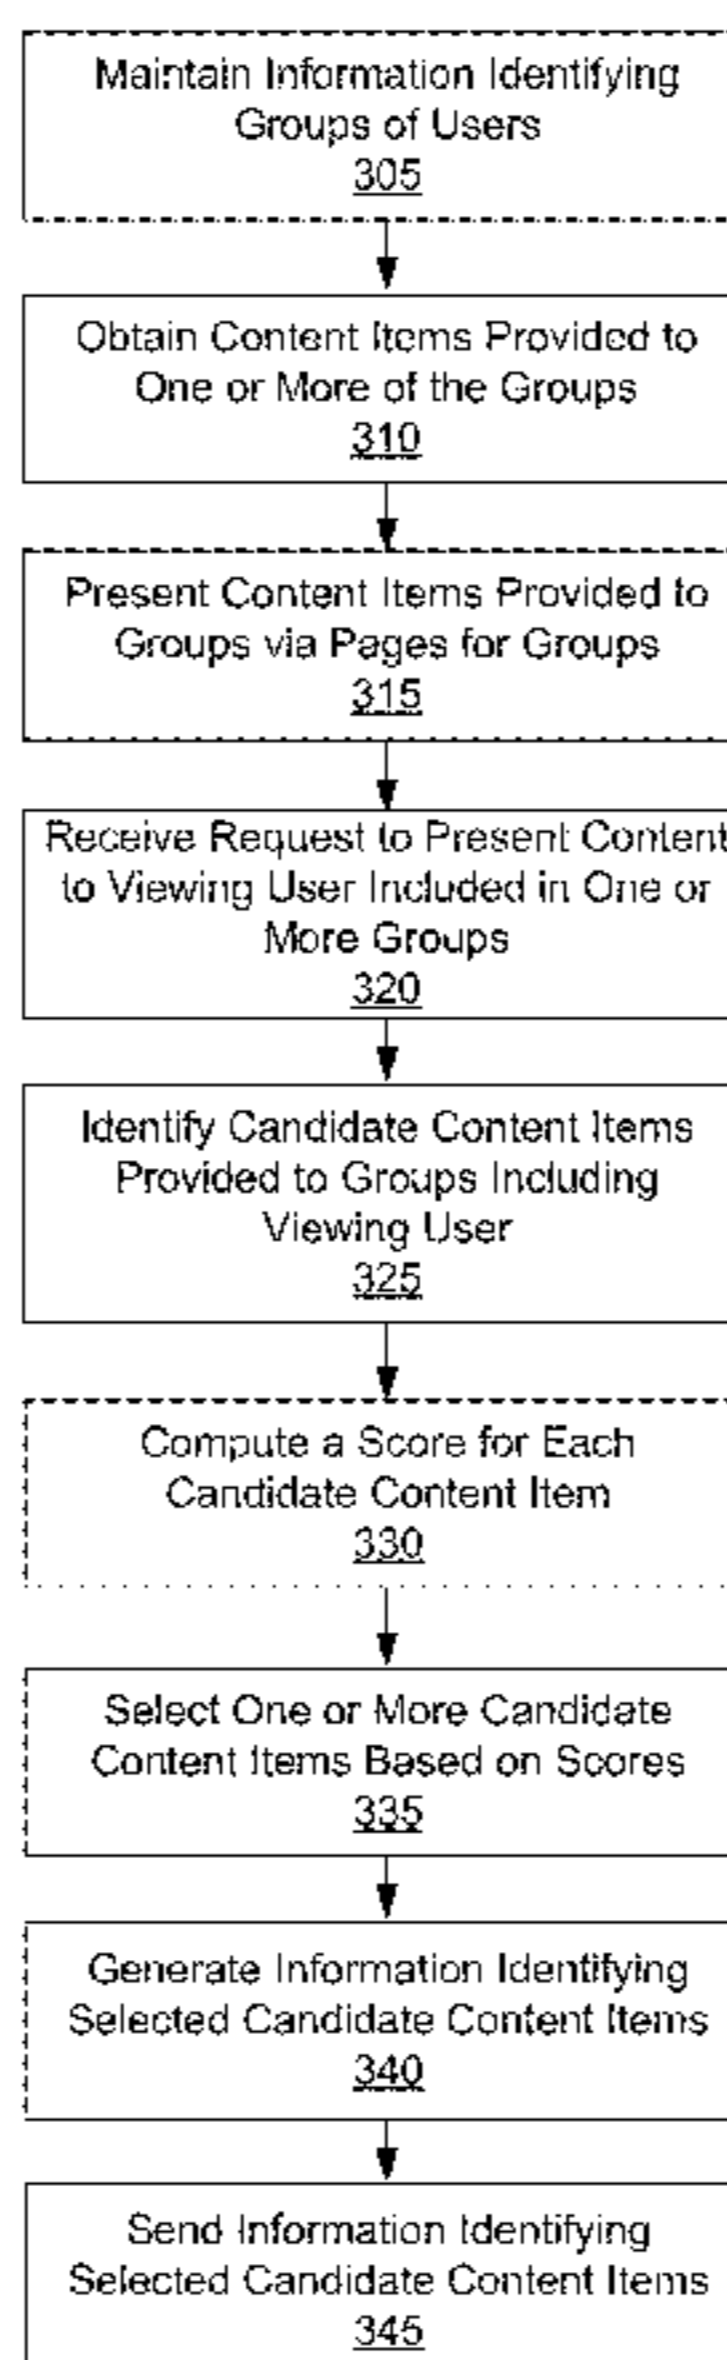 Maintain Information Identifying
Groups of Users
305
Obtain Content Items Provided to
One or More of the Groups
310
Present Content Items Provided to
Groups via Pages for Groups
315
Receive Request to Present Content
to Viewing User Included in One or
More Groups
320
Identify Candidate Content Items
Provided to Groups Including
Viewing User
325
Compute a Score for Each
Candidate Content Item
330
Select One or More Candidate
Content Items Based on Scores
335
Generate Information Identifying
Selected Candidate Content Items
340
Send Information Identifying
Selected Candidate Content Items
345